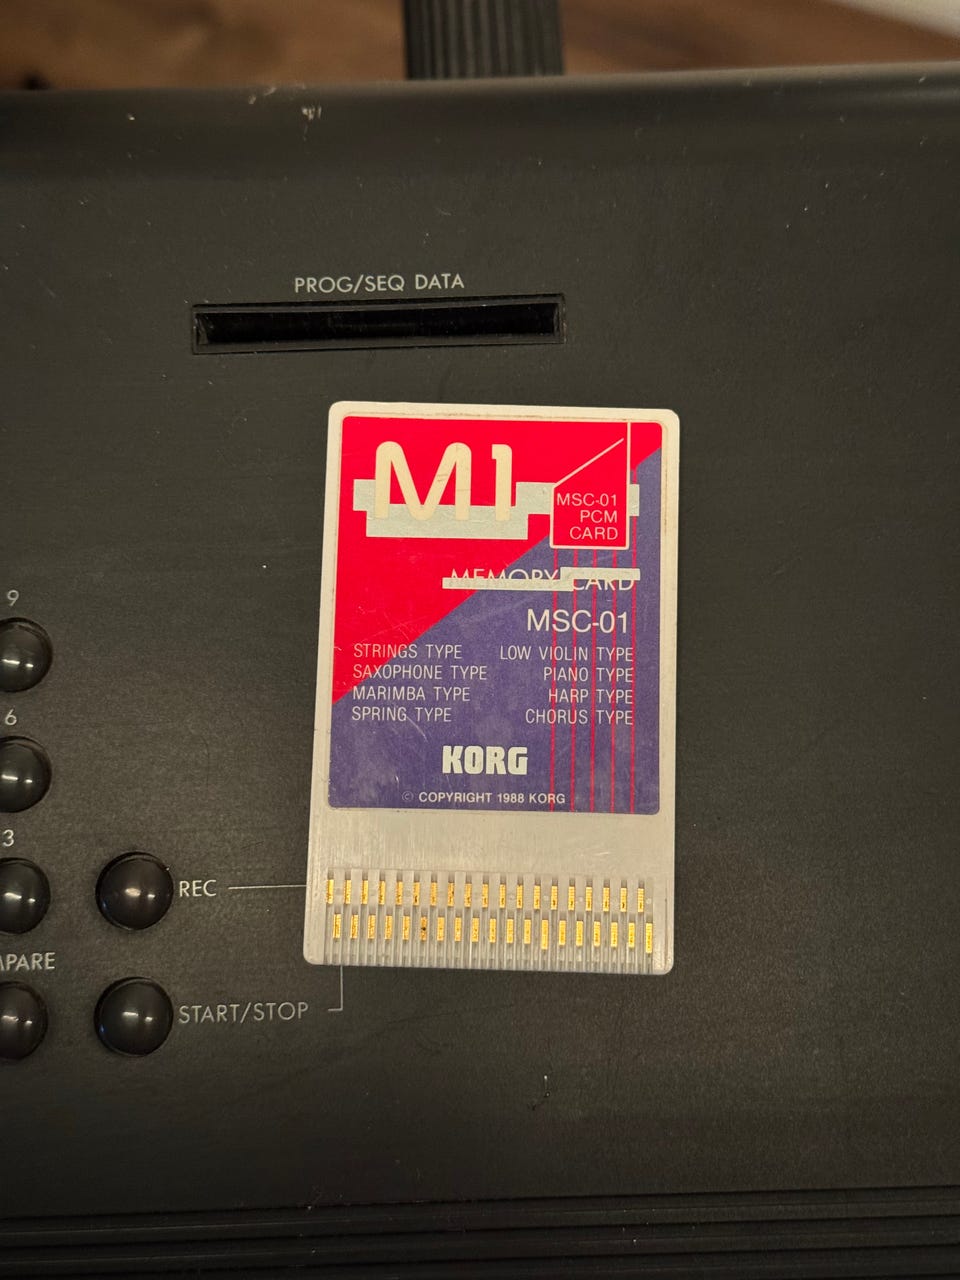 PROG/SEQ DATA
M1
MSC-01
PCM
CARD
MEMORY CARD
MSC-01
STRINGS TYPE LOW VIOLIN TYPE
SAXOPHONE TYPE PIANO TYPE
MARIMBA TYPE HARP TYPE
SPRING TYPE CHORUS TYPE
KORG
© COPYRIGHT 1988 KORG
9
6
3
REC
MPARE
START/STOP